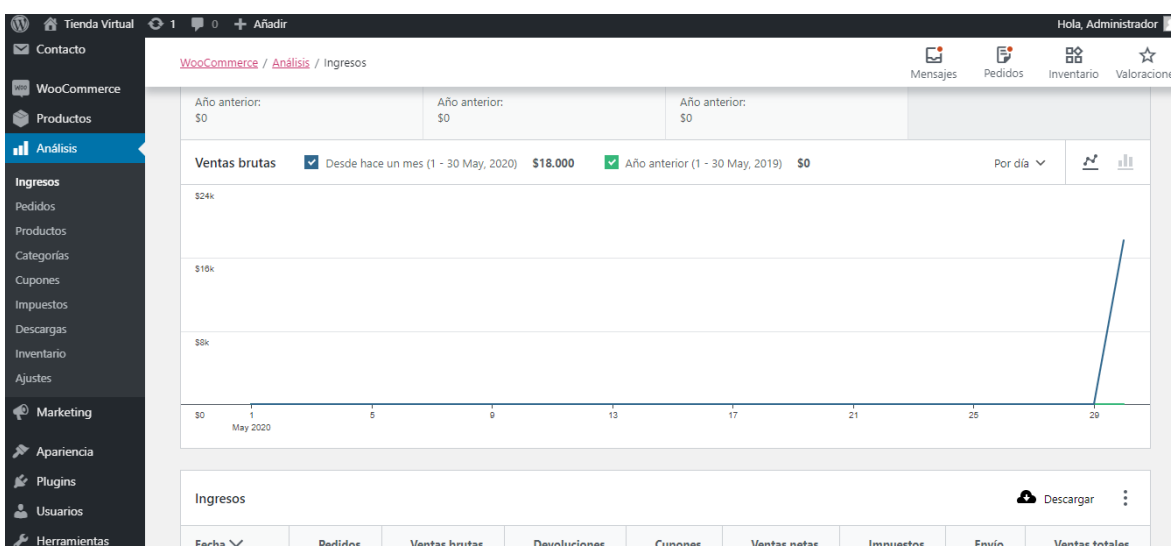 Tienda Virtual 1 0 + Añadir Hola, Administrador
Contacto
WooCommerce
Productos
Análisis
Ingresos
Pedidos
Productos
Categorías
Cupones
Impuestos
Descargas
Inventario
Ajustes
Marketing
Apariencia
Plugins
Usuarios
Herramientas
WooCommerce / Análisis / Ingresos
Mensajes Pedidos Inventario Valoracione
Año anterior: Año anterior: Año anterior:
$0 $0 $0
Ventas brutas Desde hace un mes (1 - 30 May, 2020) $18.000 Año anterior (1 - 30 May, 2019) $0 Por día
$24k
$16k
$8k
$0 1 5 9 13 17 21 25 29
May 2020
Ingresos Descargar
Fecha Pedidos Ventas brutas Devoluciones Cupones Ventas netas Impuestos Envío Ventas totales